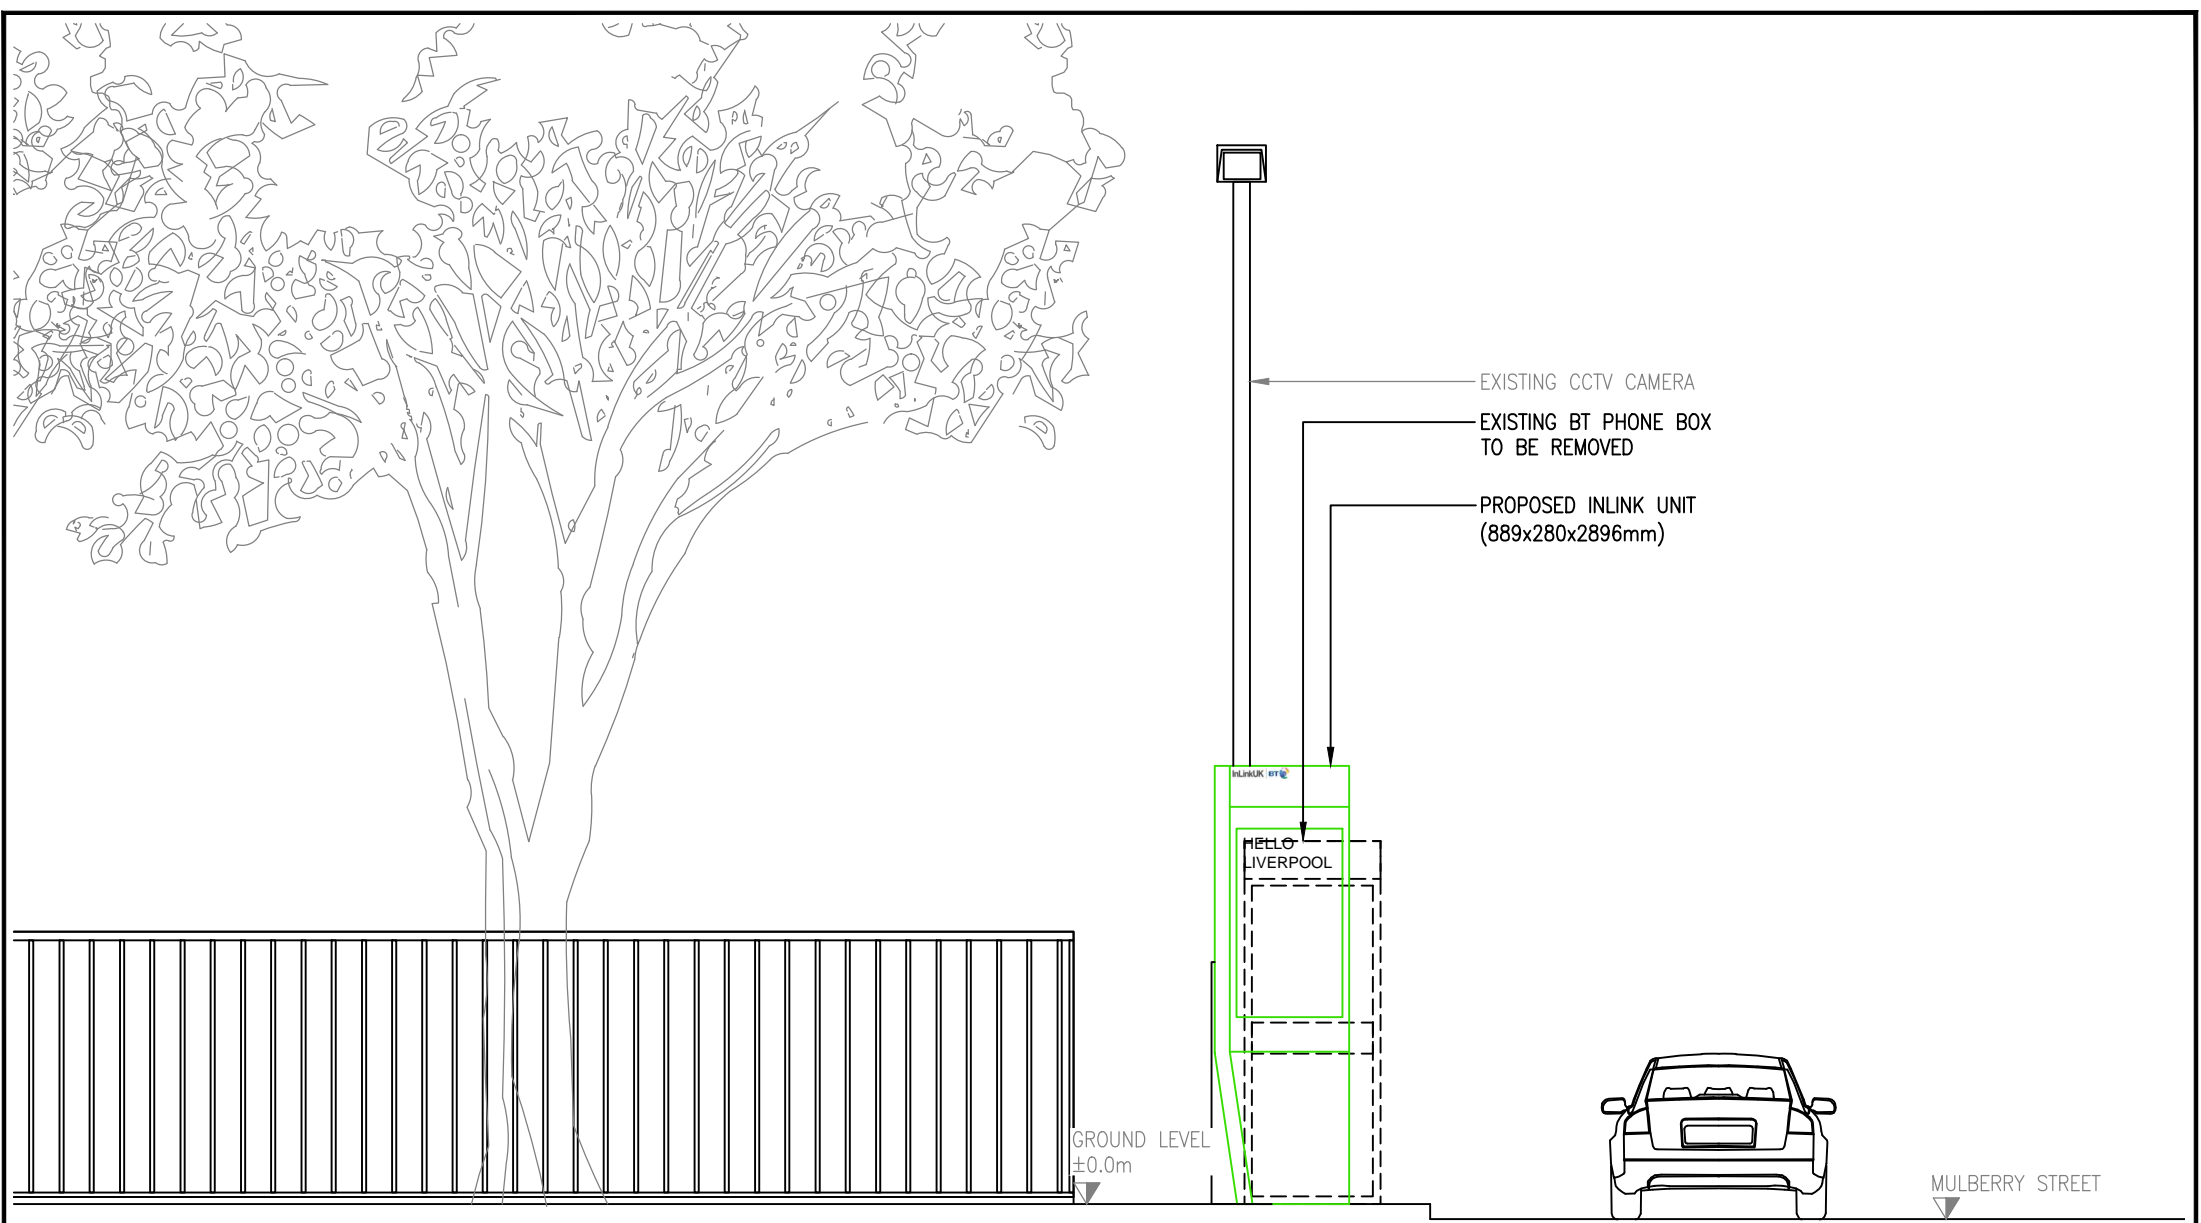 EXISTING CCTV CAMERA
EXISTING BT PHONE BOX
TO BE REMOVED
PROPOSED INLINK UNIT
(889x280x2896mm)
InLinkUK BT
HELLO
LIVERPOOL
GROUND LEVEL
±0.0m
MULBERRY STREET